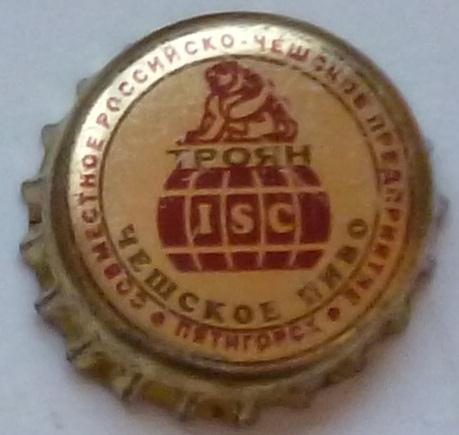 СОВМЕСТНОЕ РОССИЙСКО-ЧЕШСКОЕ ПРЕДПРИЯТИЕ
• ПЯТИГОРСК •
ТРОЯН
ISC
ЧЕШСКОЕ ПИВО